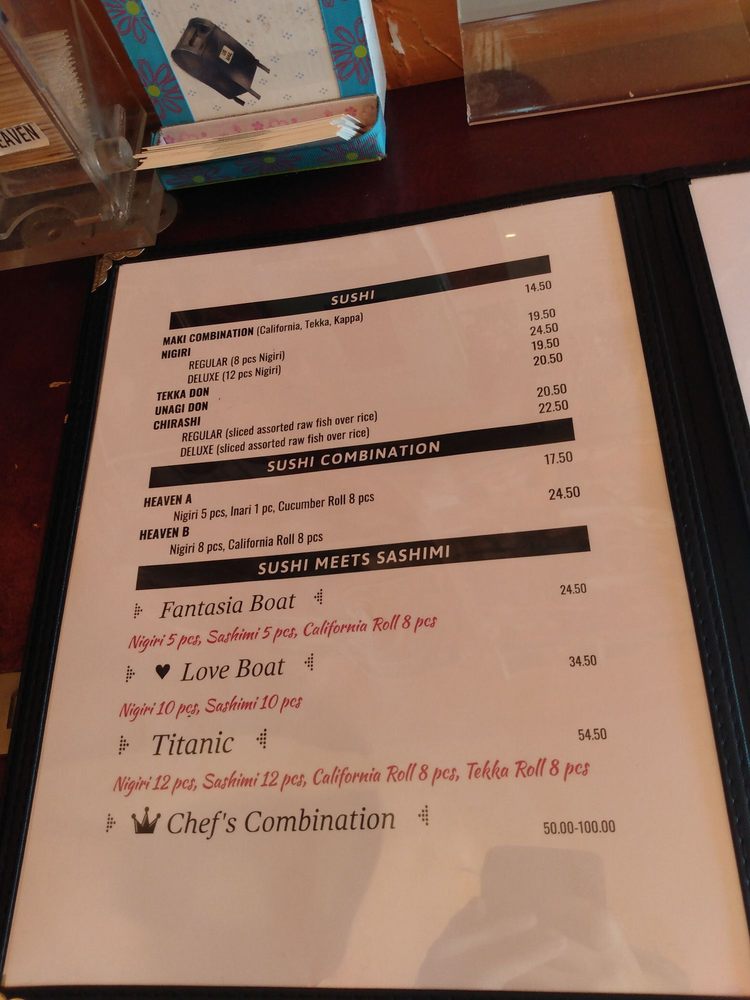 EAVEN
SUSHI
MAKI COMBINATION (California, Tekka, Kappa) 14.50
NIGIRI
REGULAR (8 pcs Nigiri) 19.50
DELUXE (12 pcs Nigiri) 24.50
TEKKA DON 19.50
UNAGI DON 20.50
CHIRASHI
REGULAR (sliced assorted raw fish over rice) 20.50
DELUXE (sliced assorted raw fish over rice) 22.50
SUSHI COMBINATION
HEAVEN A 17.50
Nigiri 5 pcs, Inari 1 pc, Cucumber Roll 8 pcs
HEAVEN B 24.50
Nigiri 8 pcs, California Roll 8 pcs
SUSHI MEETS SASHIMI
Fantasia Boat 24.50
Nigiri 5 pcs, Sashimi 5 pcs, California Roll 8 pcs
♥ Love Boat 34.50
Nigiri 10 pcs, Sashimi 10 pcs
Titanic 54.50
Nigiri 12 pcs, Sashimi 12 pcs, California Roll 8 pcs, Tekka Roll 8 pcs
Chef's Combination 50.00-100.00